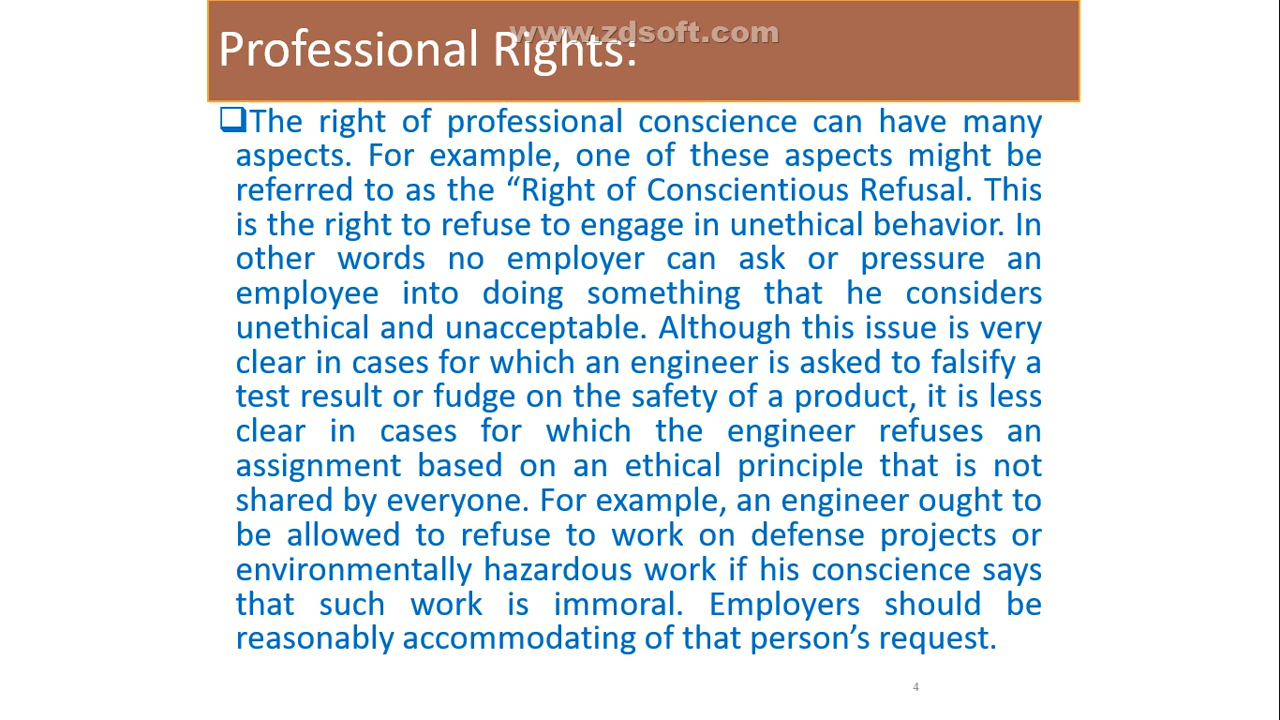 www.zdsoft.com
Professional Rights:
❑The right of professional conscience can have many
aspects. For example, one of these aspects might be
referred to as the “Right of Conscientious Refusal. This
is the right to refuse to engage in unethical behavior. In
other words no employer can ask or pressure an
employee into doing something that he considers
unethical and unacceptable. Although this issue is very
clear in cases for which an engineer is asked to falsify a
test result or fudge on the safety of a product, it is less
clear in cases for which the engineer refuses an
assignment based on an ethical principle that is not
shared by everyone. For example, an engineer ought to
be allowed to refuse to work on defense projects or
environmentally hazardous work if his conscience says
that such work is immoral. Employers should be
reasonably accommodating of that person’s request.
4